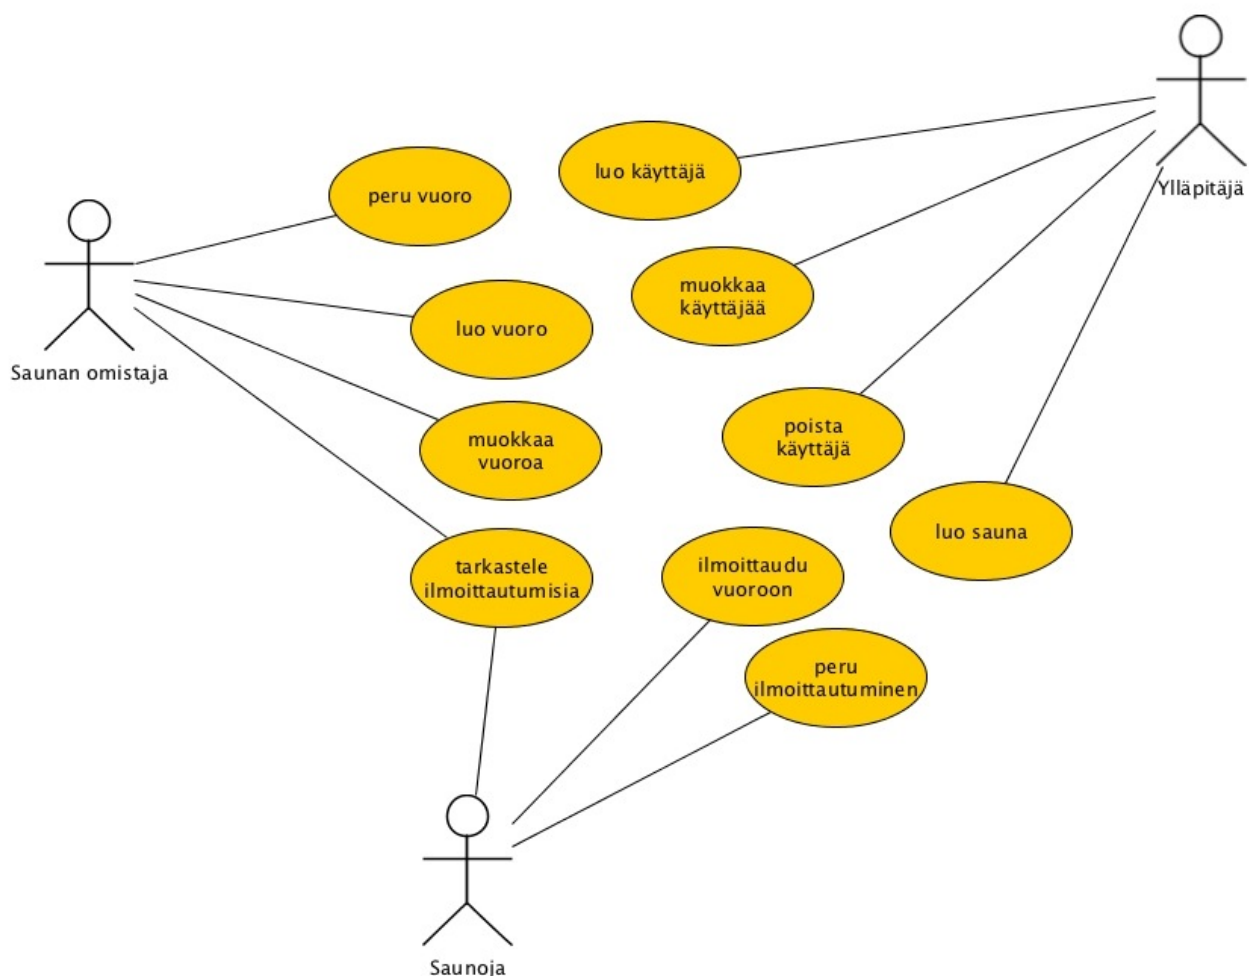 Ylläpitäjä
luo käyttäjä
peru vuoro
muokkaa
käyttäjää
luo vuoro
Saunan omistaja
muokkaa
vuoroa
poista
käyttäjä
luo sauna
tarkastele
ilmoittautumisia
ilmoittaudu
vuoroon
peru
ilmoittautuminen
Saunoja